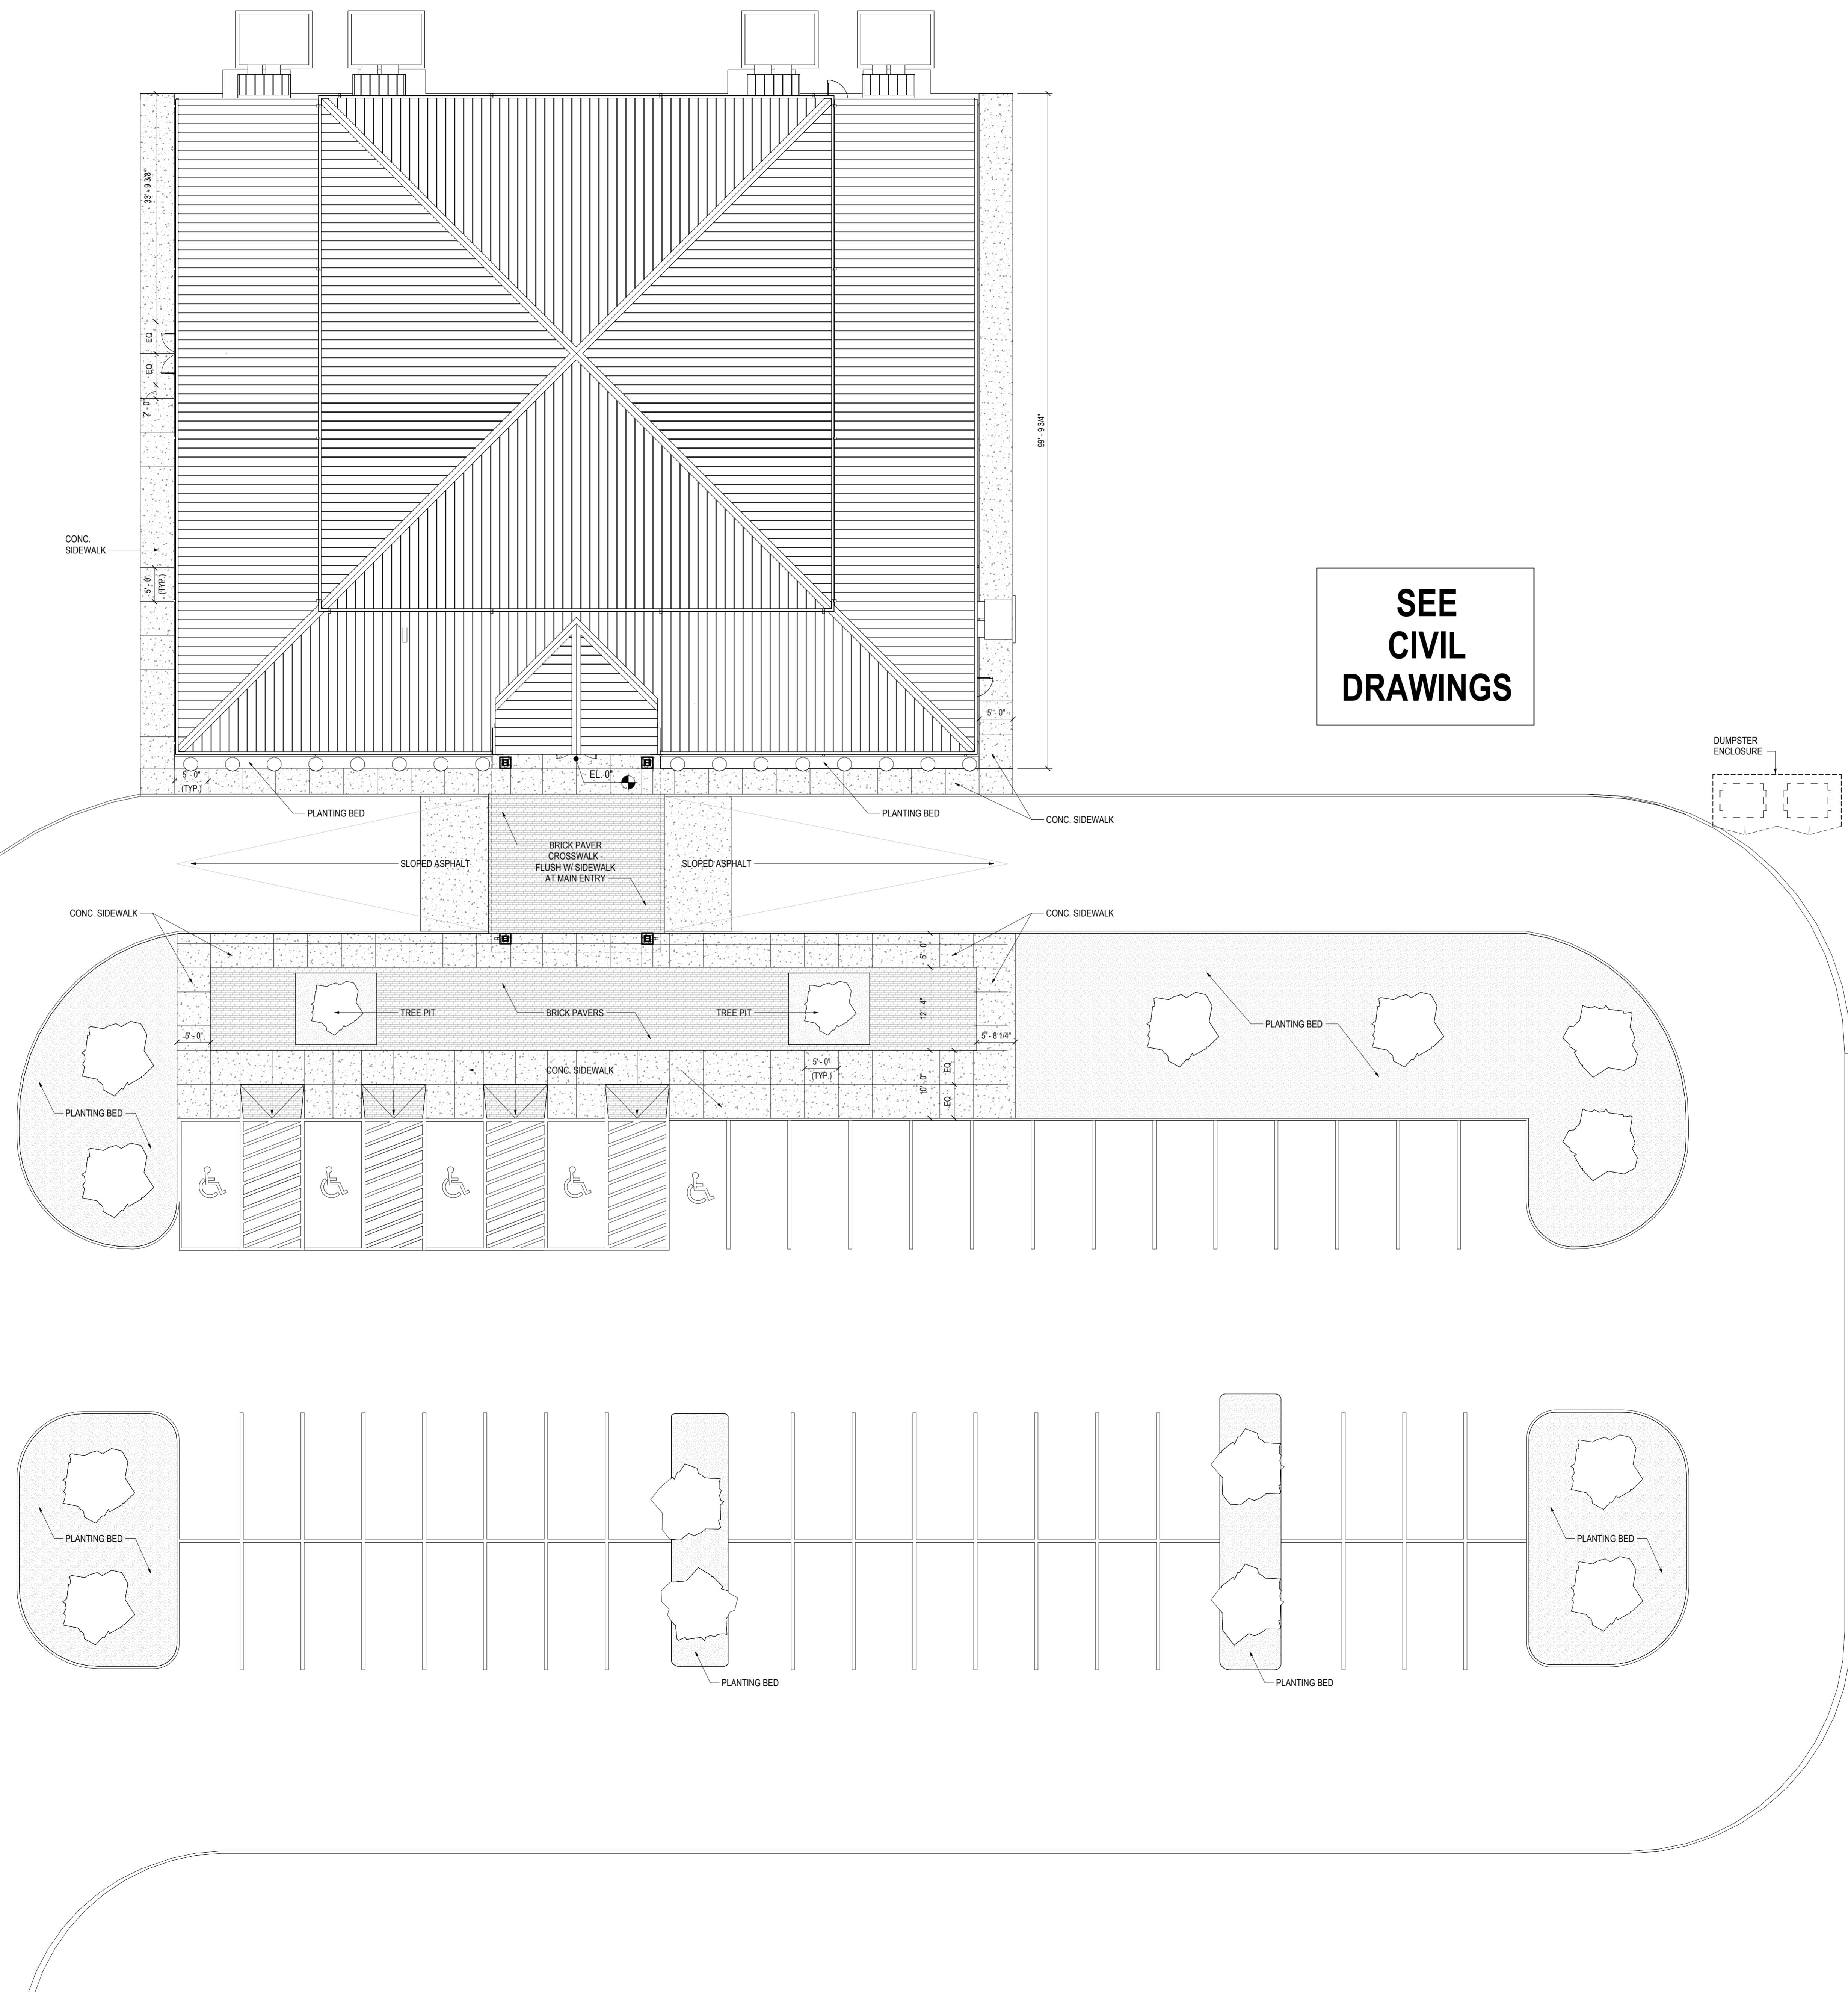 33' - 9 3/8"
EQ
EQ
2' - 0"
CONC.
SIDEWALK
5' - 0"
(TYP.)
99' - 9 3/4"
SEE
CIVIL
DRAWINGS
5' - 0"
DUMPSTER
ENCLOSURE
5' - 0"
(TYP.)
EL. 0"
PLANTING BED
PLANTING BED
CONC. SIDEWALK
BRICK PAVER
CROSSWALK -
FLUSH W/ SIDEWALK
AT MAIN ENTRY
SLOPED ASPHALT
SLOPED ASPHALT
CONC. SIDEWALK
CONC. SIDEWALK
5' - 0"
12' - 4"
TREE PIT
BRICK PAVERS
TREE PIT
PLANTING BED
5' - 0"
5' - 8 1/4"
CONC. SIDEWALK
5' - 0"
(TYP.)
10' - 0"
EQ
EQ
PLANTING BED
PLANTING BED
PLANTING BED
PLANTING BED
PLANTING BED